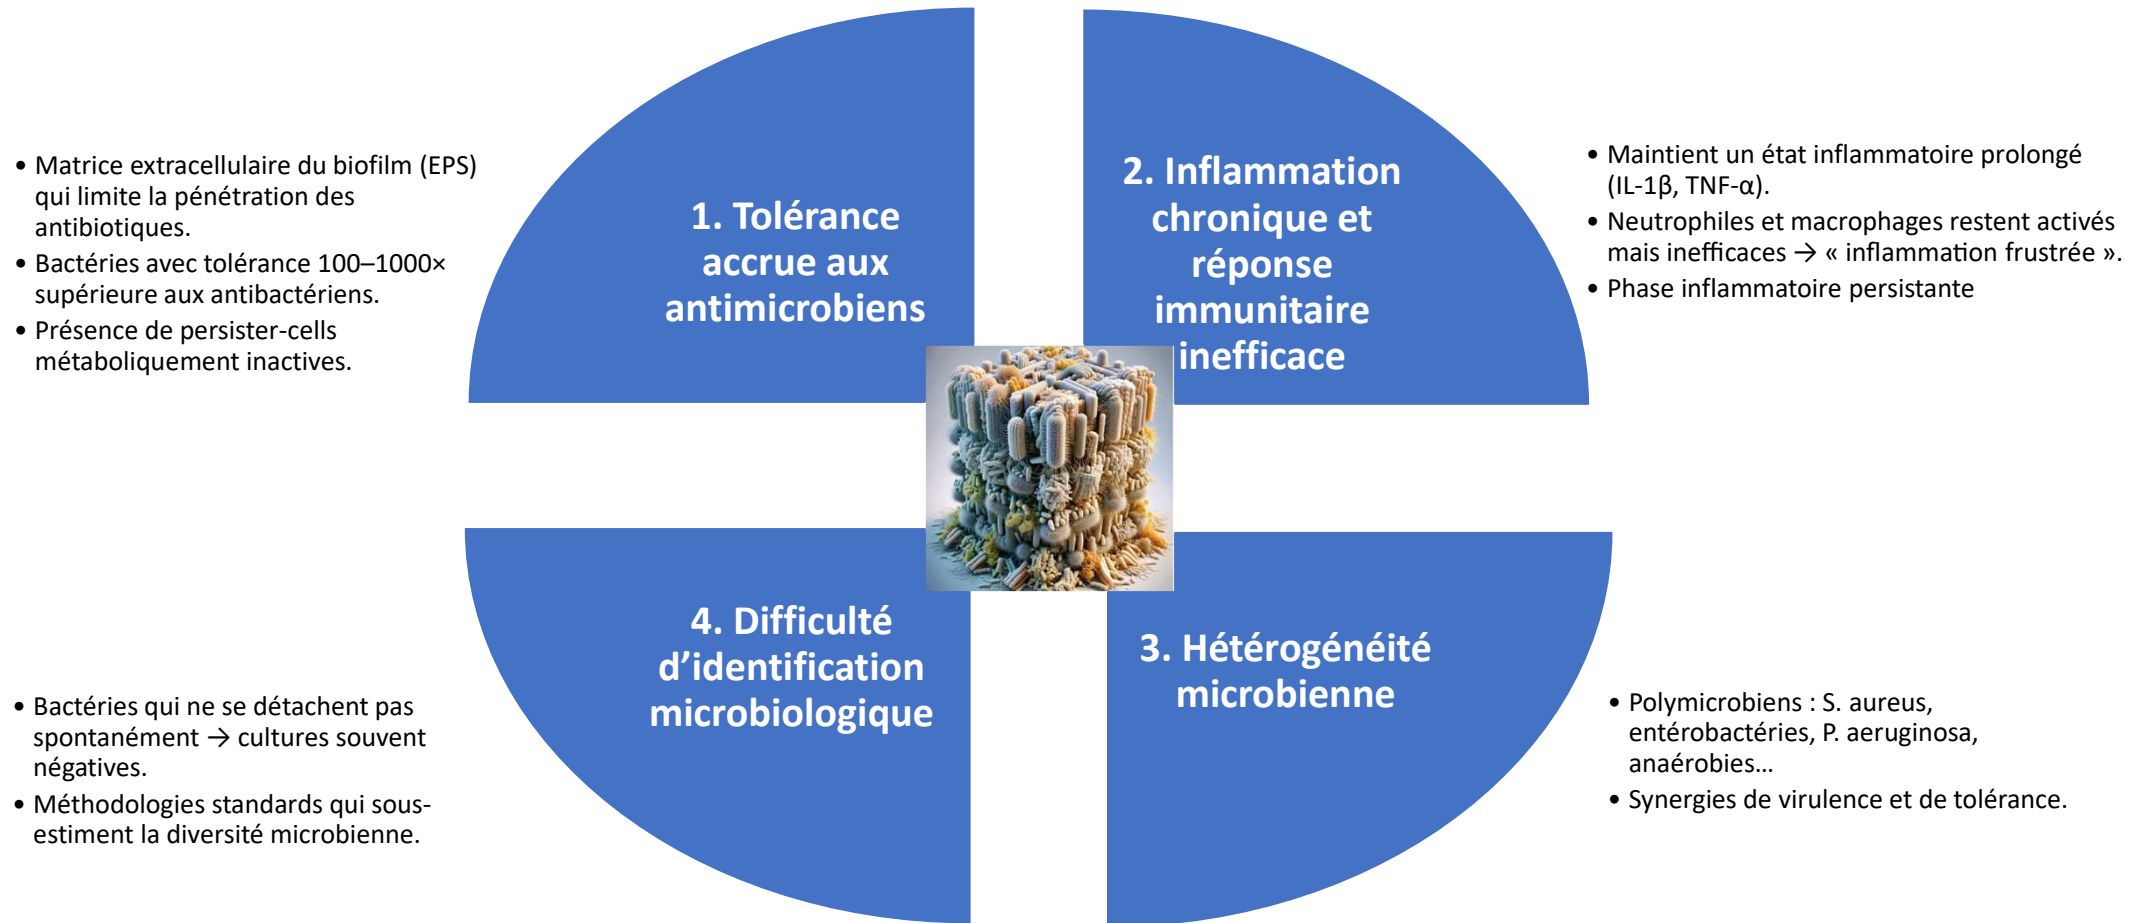 • Matrice extracellulaire du biofilm (EPS)
qui limite la pénétration des
antibiotiques.
• Bactéries avec tolérance 100–1000×
supérieure aux antibactériens.
• Présence de persister-cells
métaboliquement inactives.
1. Tolérance
accrue aux
antimicrobiens
2. Inflammation
chronique et
réponse
immunitaire
inefficace
• Maintient un état inflammatoire prolongé
(IL-1β, TNF-α).
• Neutrophiles et macrophages restent activés
mais inefficaces → « inflammation frustrée ».
• Phase inflammatoire persistante
4. Difficulté
d’identification
microbiologique
• Bactéries qui ne se détachent pas
spontanément → cultures souvent
négatives.
• Méthodologies standards qui sous-
estiment la diversité microbienne.
3. Hétérogénéité
microbienne
• Polymicrobiens : S. aureus,
entérobactéries, P. aeruginosa,
anaérobies…
• Synergies de virulence et de tolérance.